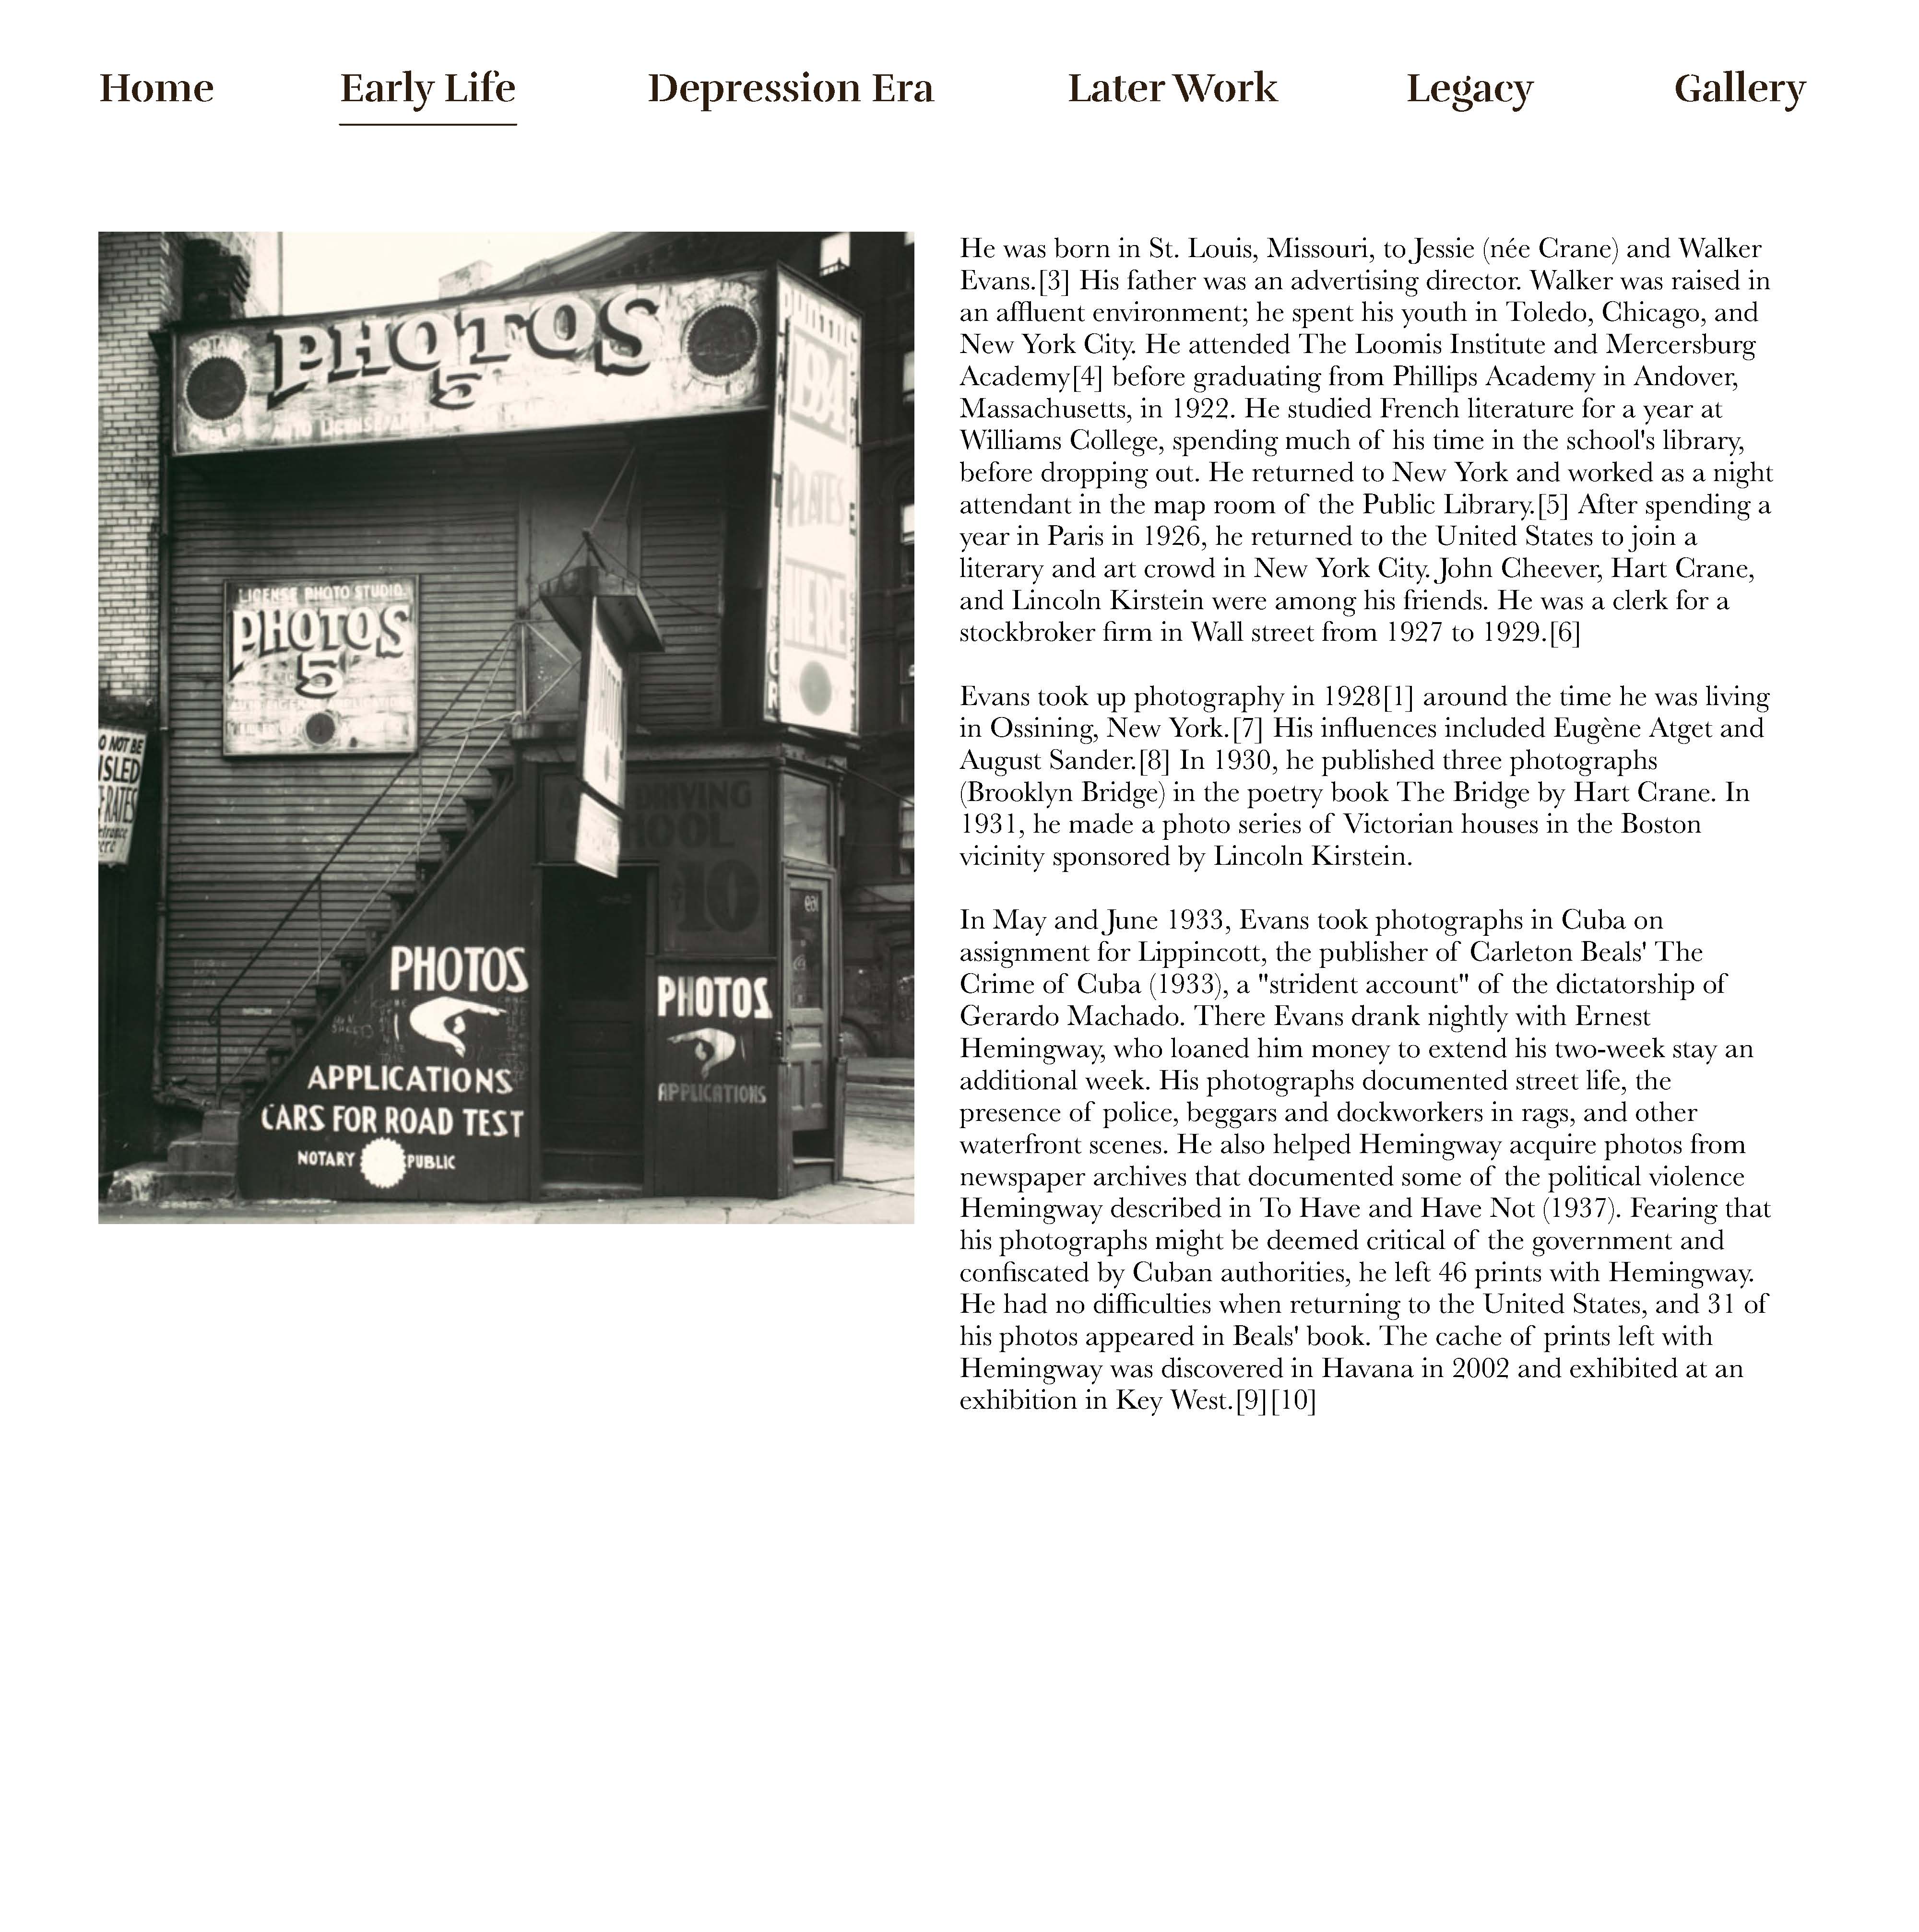 Home
Early Life
Depression Era
Later Work
Legacy
Gallery
PHOTOS
5
LICENSE PHOTO STUDIO
PHOTOS
5
PLATES
HERE
O NOT BE
ISLED
RATES
DRIVING
10
PHOTOS
APPLICATIONS
CARS FOR ROAD TEST
NOTARY PUBLIC
PHOTOS
APPLICATIONS
He was born in St. Louis, Missouri, to Jessie (née Crane) and Walker
Evans.[3] His father was an advertising director. Walker was raised in
an affluent environment; he spent his youth in Toledo, Chicago, and
New York City. He attended The Loomis Institute and Mercersburg
Academy[4] before graduating from Phillips Academy in Andover,
Massachusetts, in 1922. He studied French literature for a year at
Williams College, spending much of his time in the school's library,
before dropping out. He returned to New York and worked as a night
attendant in the map room of the Public Library.[5] After spending a
year in Paris in 1926, he returned to the United States to join a
literary and art crowd in New York City. John Cheever, Hart Crane,
and Lincoln Kirstein were among his friends. He was a clerk for a
stockbroker firm in Wall street from 1927 to 1929.[6]
Evans took up photography in 1928[1] around the time he was living
in Ossining, New York.[7] His influences included Eugène Atget and
August Sander.[8] In 1930, he published three photographs
(Brooklyn Bridge) in the poetry book The Bridge by Hart Crane. In
1931, he made a photo series of Victorian houses in the Boston
vicinity sponsored by Lincoln Kirstein.
In May and June 1933, Evans took photographs in Cuba on
assignment for Lippincott, the publisher of Carleton Beals' The
Crime of Cuba (1933), a "strident account" of the dictatorship of
Gerardo Machado. There Evans drank nightly with Ernest
Hemingway, who loaned him money to extend his two-week stay an
additional week. His photographs documented street life, the
presence of police, beggars and dockworkers in rags, and other
waterfront scenes. He also helped Hemingway acquire photos from
newspaper archives that documented some of the political violence
Hemingway described in To Have and Have Not (1937). Fearing that
his photographs might be deemed critical of the government and
confiscated by Cuban authorities, he left 46 prints with Hemingway.
He had no difficulties when returning to the United States, and 31 of
his photos appeared in Beals' book. The cache of prints left with
Hemingway was discovered in Havana in 2002 and exhibited at an
exhibition in Key West.[9][10]